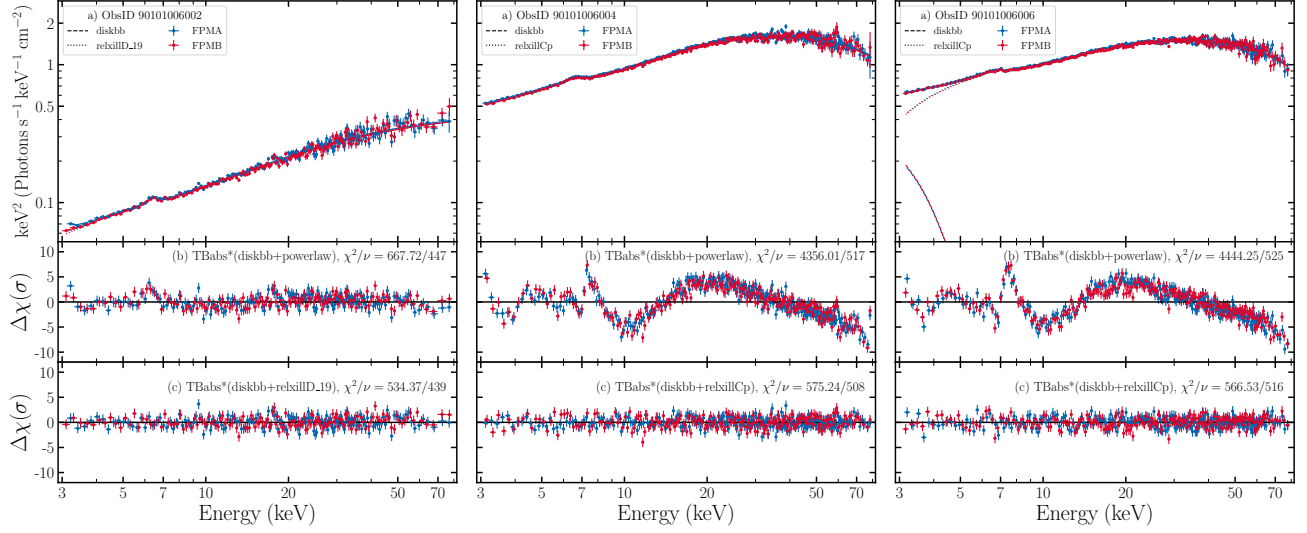 a) ObsID 90101006002
diskbb FPMA
relxillD_19 FPMB
a) ObsID 90101006004
diskbb FPMA
relxillCp FPMB
a) ObsID 90101006006
diskbb FPMA
relxillCp FPMB
keV² (Photons s⁻¹ keV⁻¹ cm⁻²)
2
1
0.5
0.1
(b) TBabs*(diskbb+powerlaw), χ²/ν = 667.72/447
(b) TBabs*(diskbb+powerlaw), χ²/ν = 4356.01/517
(b) TBabs*(diskbb+powerlaw), χ²/ν = 4444.25/525
Δχ(σ)
10
5
0
-5
-10
(c) TBabs*(diskbb+relxillD_19), χ²/ν = 534.37/439
(c) TBabs*(diskbb+relxillCp), χ²/ν = 575.24/508
(c) TBabs*(diskbb+relxillCp), χ²/ν = 566.53/516
Δχ(σ)
10
5
0
-5
-10
3 5 7 10 20 50 70
3 5 7 10 20 50 70
3 5 7 10 20 50 70
Energy (keV)
Energy (keV)
Energy (keV)